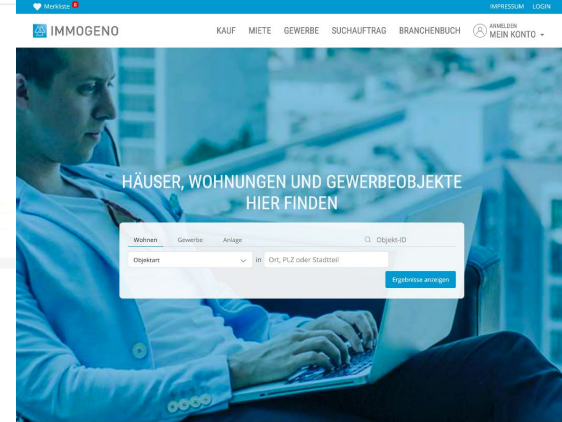 Merkliste 0
IMPRESSUM LOGIN
IMMOGENO
KAUF MIETE GEWERBE SUCHAUFTRAG BRANCHENBUCH
ANMELDEN
MEIN KONTO
HÄUSER, WOHNUNGEN UND GEWERBEOBJEKTE
HIER FINDEN
Wohnen Gewerbe Anlage Objekt-ID
Objektart in Ort, PLZ oder Stadtteil
Ergebnisse anzeigen